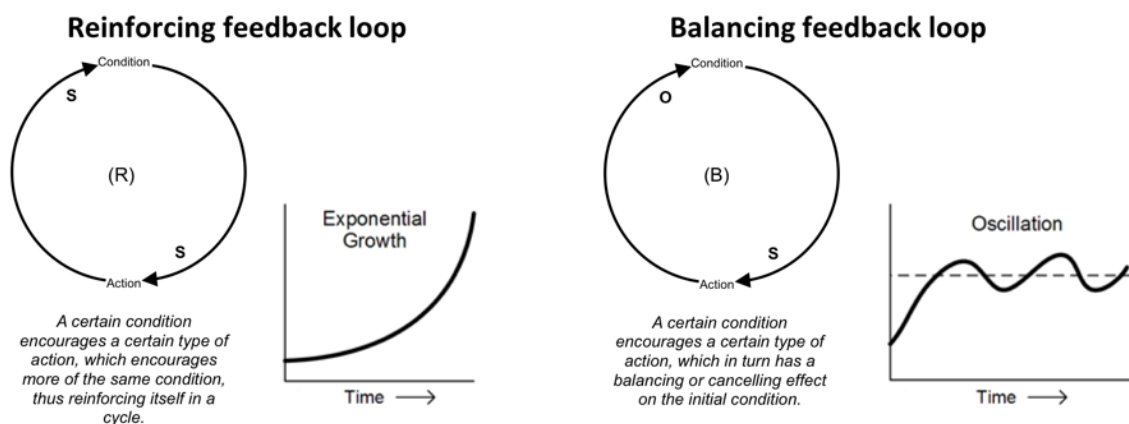 Reinforcing feedback loop
Condition
S
(R)
S
Action
A certain condition
encourages a certain type of
action, which encourages
more of the same condition,
thus reinforcing itself in a
cycle.
Exponential
Growth
Time
Balancing feedback loop
Condition
O
(B)
S
Action
A certain condition
encourages a certain type of
action, which in turn has a
balancing or cancelling effect
on the initial condition.
Oscillation
Time